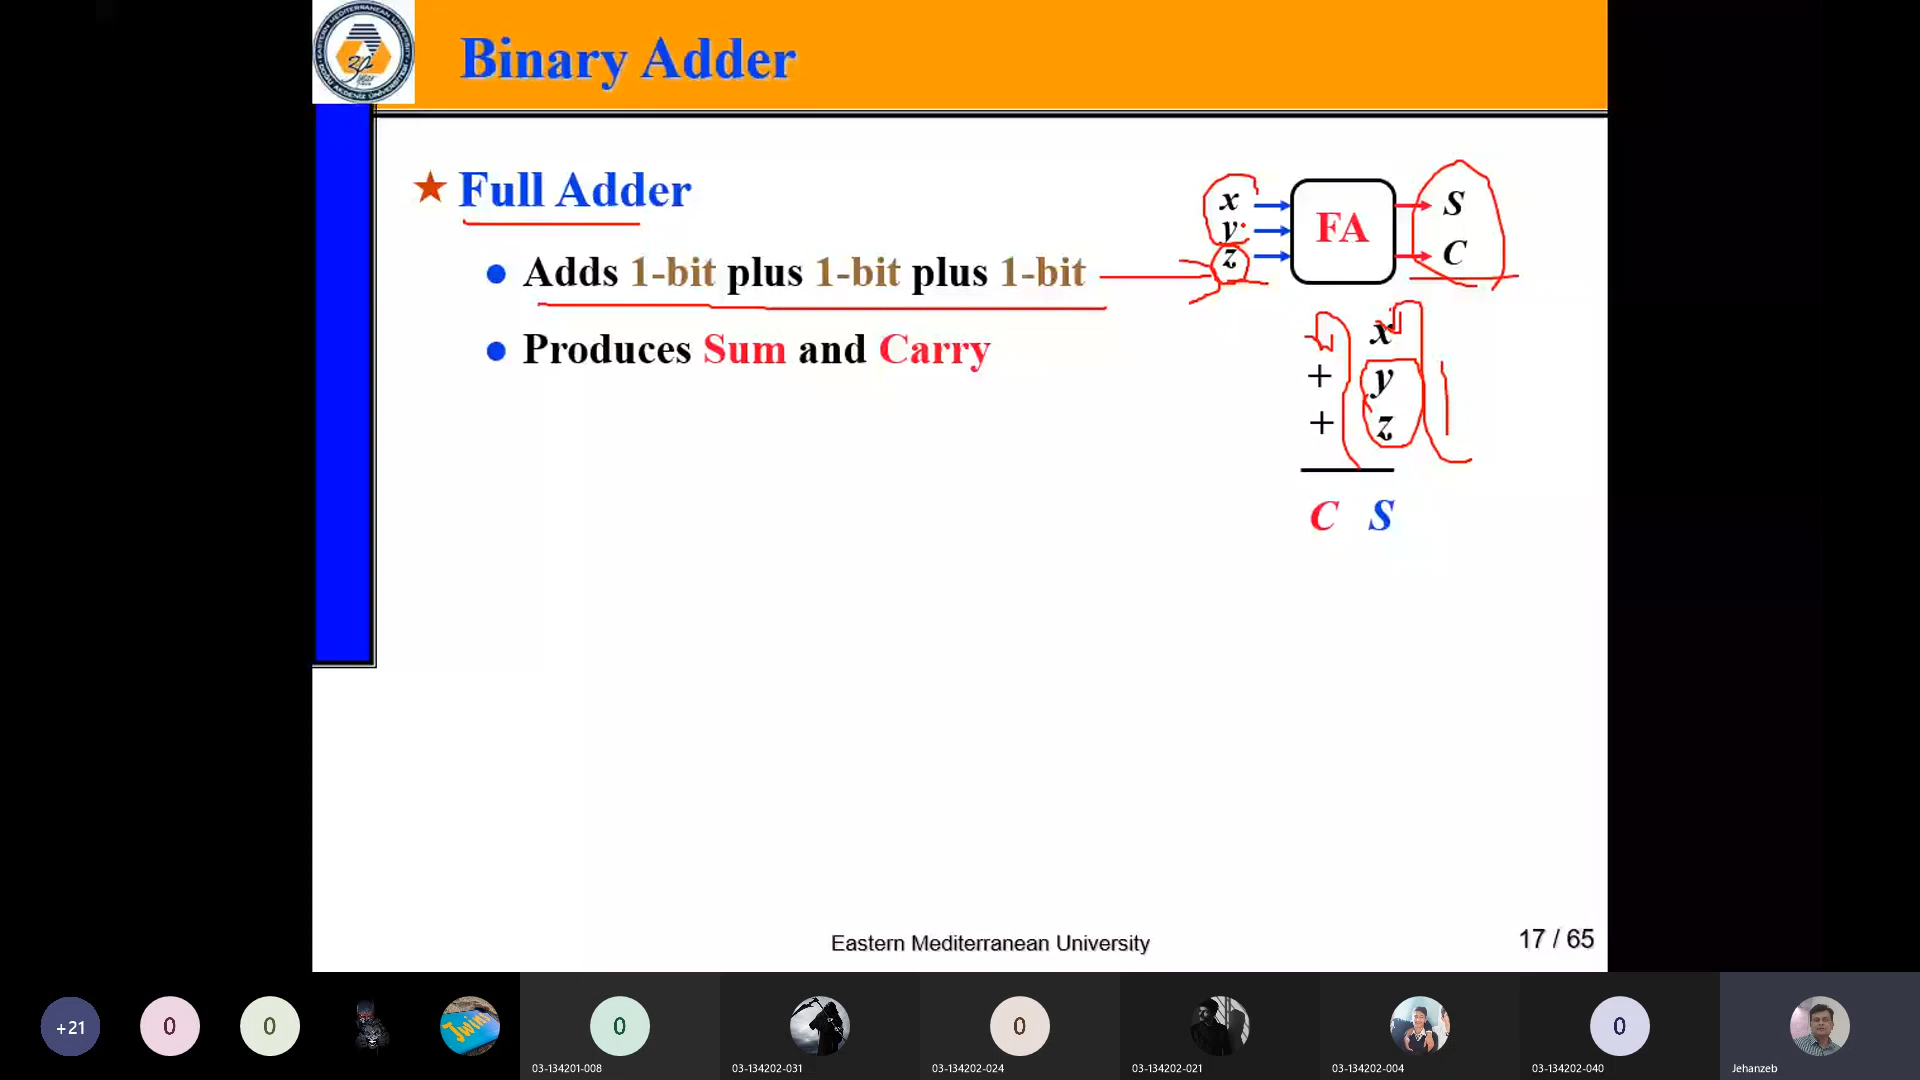 Binary Adder
Full Adder
Adds 1-bit plus 1-bit plus 1-bit
Produces Sum and Carry
x
y
z
FA
S
C
x
+ y
+ z
C S
Eastern Mediterranean University
17 / 65
+21
0
0
Twins
0
0
0
03-134201-008
03-134202-031
03-134202-024
03-134202-021
03-134202-004
03-134202-040
Jehanzeb